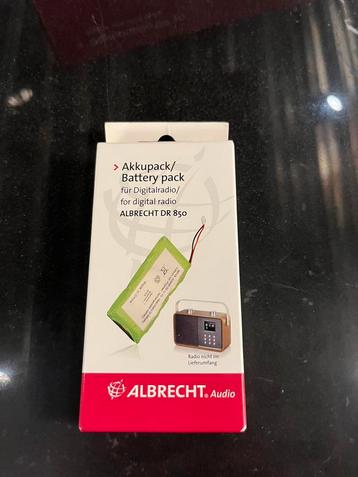 Akkupack/
Battery pack
für Digitalradio/
for digital radio
ALBRECHT DR 850
Radio nicht im
Lieferumfang
ALBRECHT® Audio